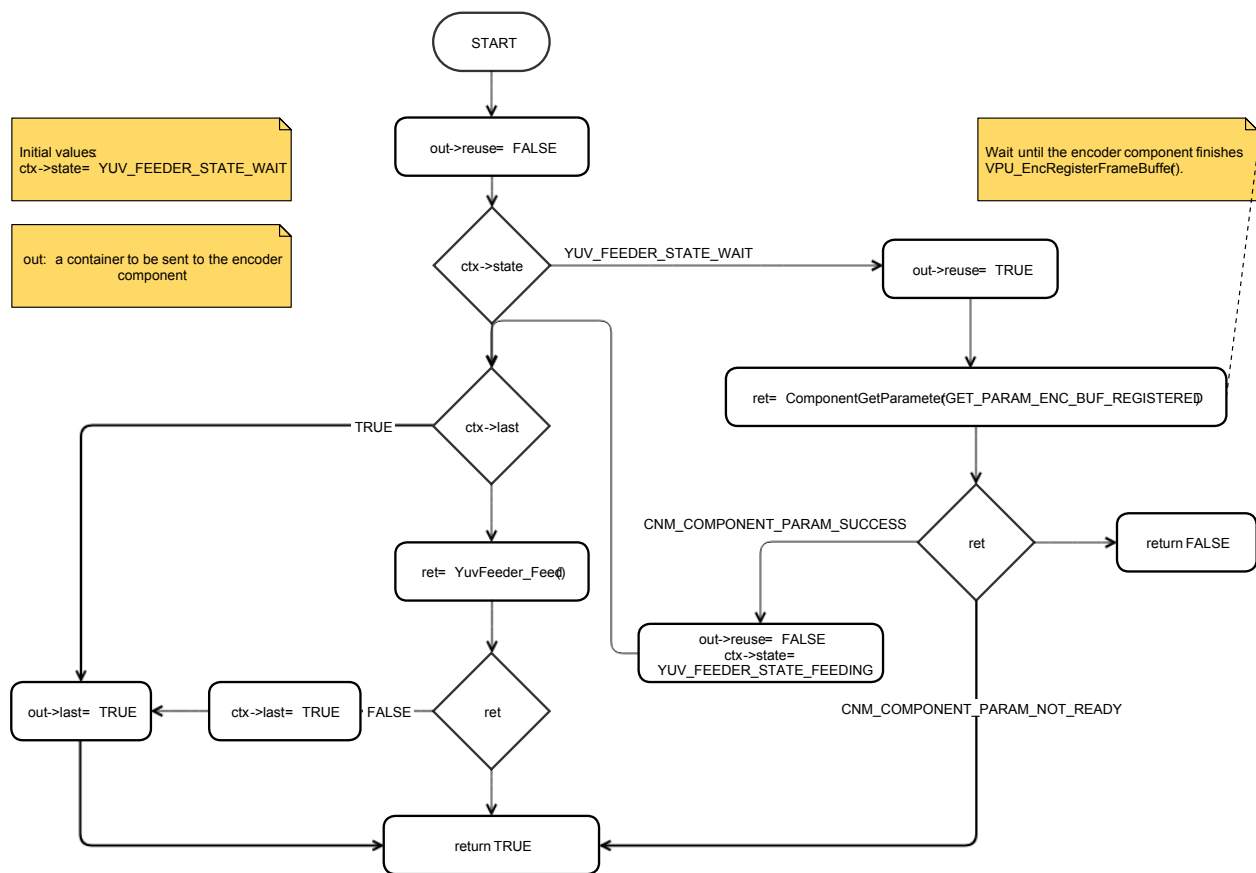 START
out->reuse= FALSE
Initial values:
ctx->state= YUV_FEEDER_STATE_WAIT
Wait until the encoder component finishes
VPU_EncRegisterFrameBuffer().
out: a container to be sent to the encoder
component
ctx->state
YUV_FEEDER_STATE_WAIT
out->reuse= TRUE
ret= ComponentGetParameter(GET_PARAM_ENC_BUF_REGISTERED)
TRUE
ctx->last
CNM_COMPONENT_PARAM_SUCCESS
ret
return FALSE
ret= YuvFeeder_Feed()
out->reuse= FALSE
ctx->state=
YUV_FEEDER_STATE_FEEDING
out->last= TRUE
ctx->last= TRUE
FALSE
ret
CNM_COMPONENT_PARAM_NOT_READY
return TRUE